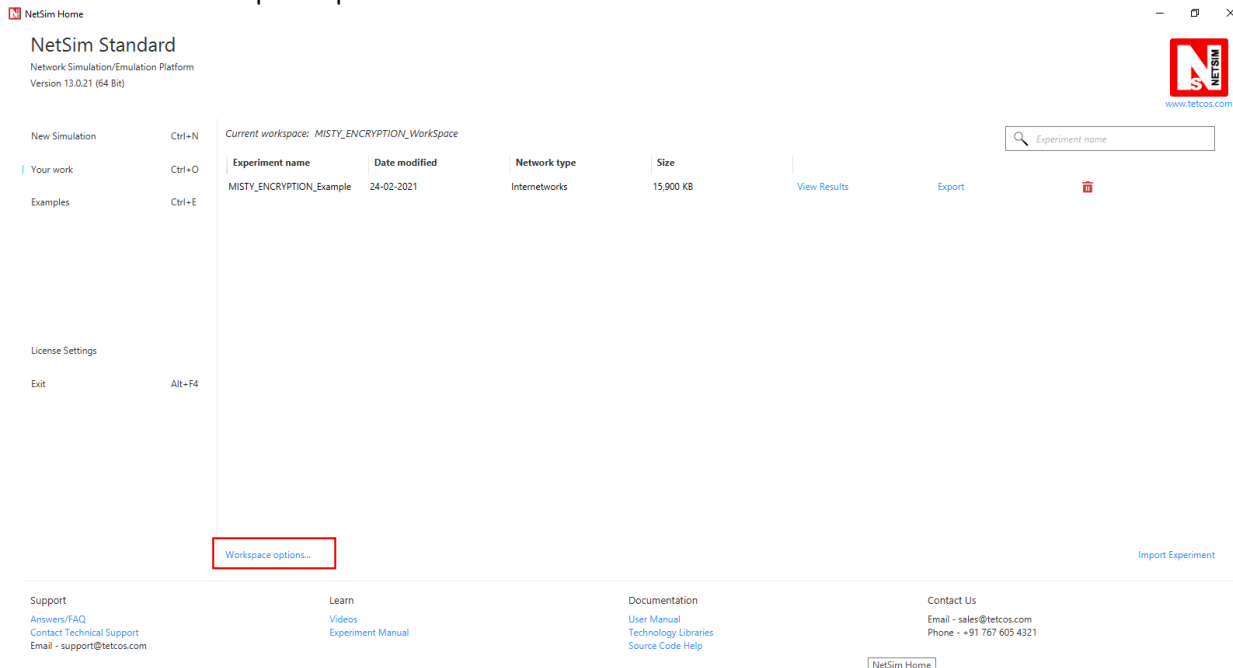 NetSim Home
NetSim Standard
Network Simulation/Emulation Platform
Version 13.0.21 (64 Bit)
NETSIM
www.tetcos.com
New Simulation Ctrl+N
Your work Ctrl+O
Examples Ctrl+E
License Settings
Exit Alt+F4
Current workspace: MISTY_ENCRYPTION_WorkSpace
Experiment name
Experiment name Date modified Network type Size
MISTY_ENCRYPTION_Example 24-02-2021 Internetworks 15,900 KB View Results Export
Workspace options...
Import Experiment
Support
Answers/FAQ
Contact Technical Support
Email - support@tetcos.com
Learn
Videos
Experiment Manual
Documentation
User Manual
Technology Libraries
Source Code Help
Contact Us
Email - sales@tetcos.com
Phone - +91 767 605 4321
NetSim Home